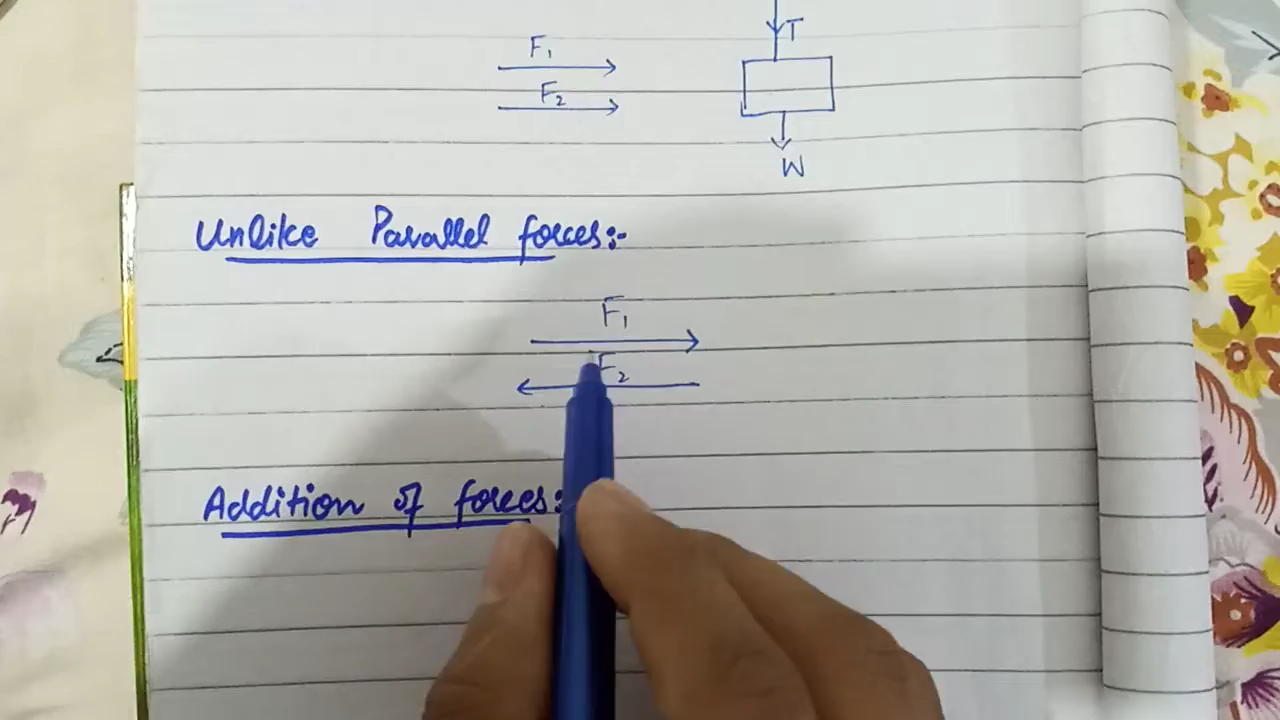 T
F₁
F₂
W
Unlike Parallel forces:-
F₁
F₂
Addition of forces: